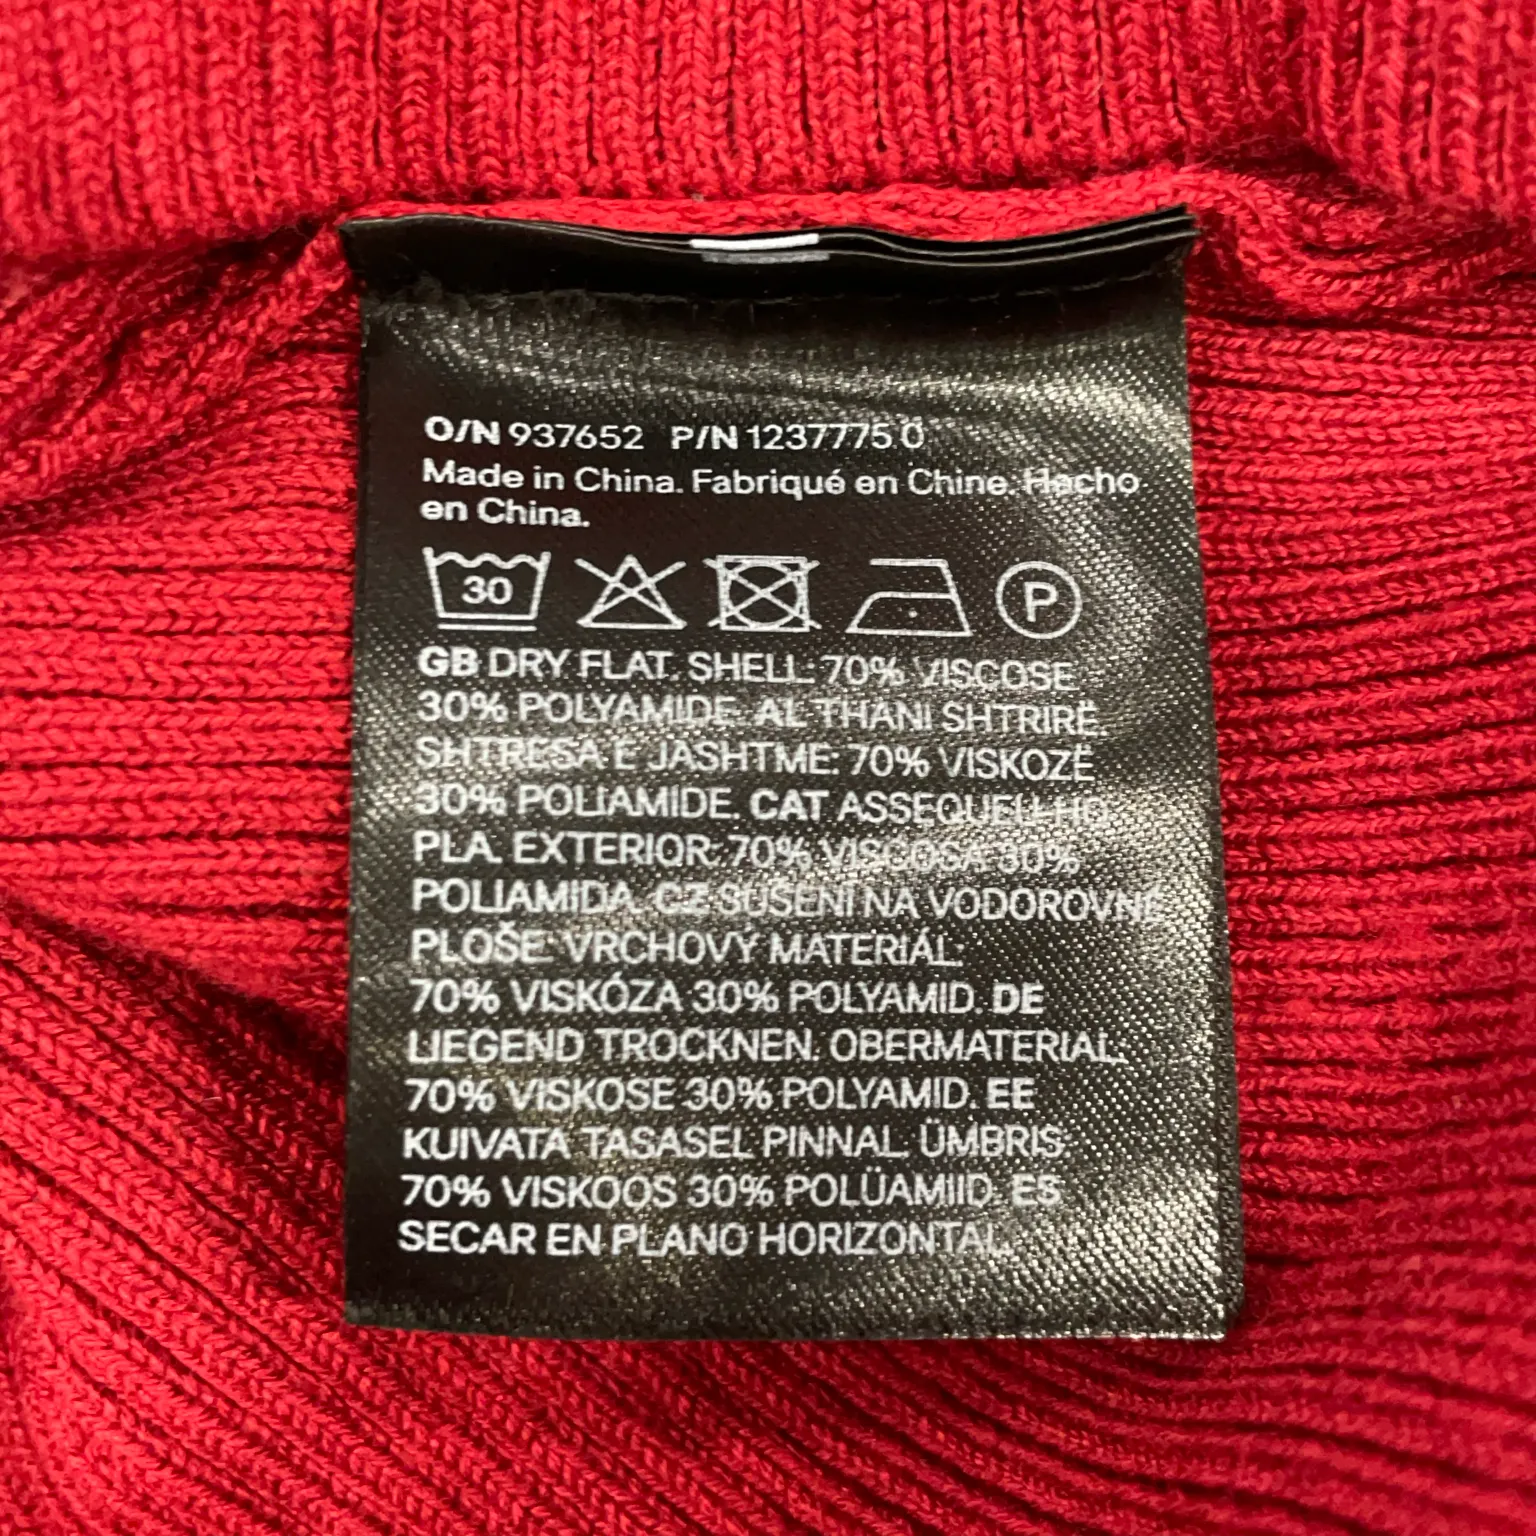 O/N 937652 P/N 1237775.0
Made in China. Fabriqué en Chine. Hecho
en China.
30
P
GB DRY FLAT. SHELL: 70% VISCOSE
30% POLYAMIDE. AL THANI SHTRIRË.
SHTRESA E JASHTME: 70% VISKOZË
30% POLIAMIDE. CAT ASSEQUEU-HO
PLA. EXTERIOR: 70% VISCOSA 30%
POLIAMIDA. CZ SUŠENÍ NA VODOROVNÉ
PLOŠE. VRCHOVÝ MATERIÁL:
70% VISKÓZA 30% POLYAMID. DE
LIEGEND TROCKNEN. OBERMATERIAL:
70% VISKOSE 30% POLYAMID. EE
KUIVATA TASASEL PINNAL. ÜMBRIS:
70% VISKOOS 30% POLÜAMIID. ES
SECAR EN PLANO HORIZONTAL.